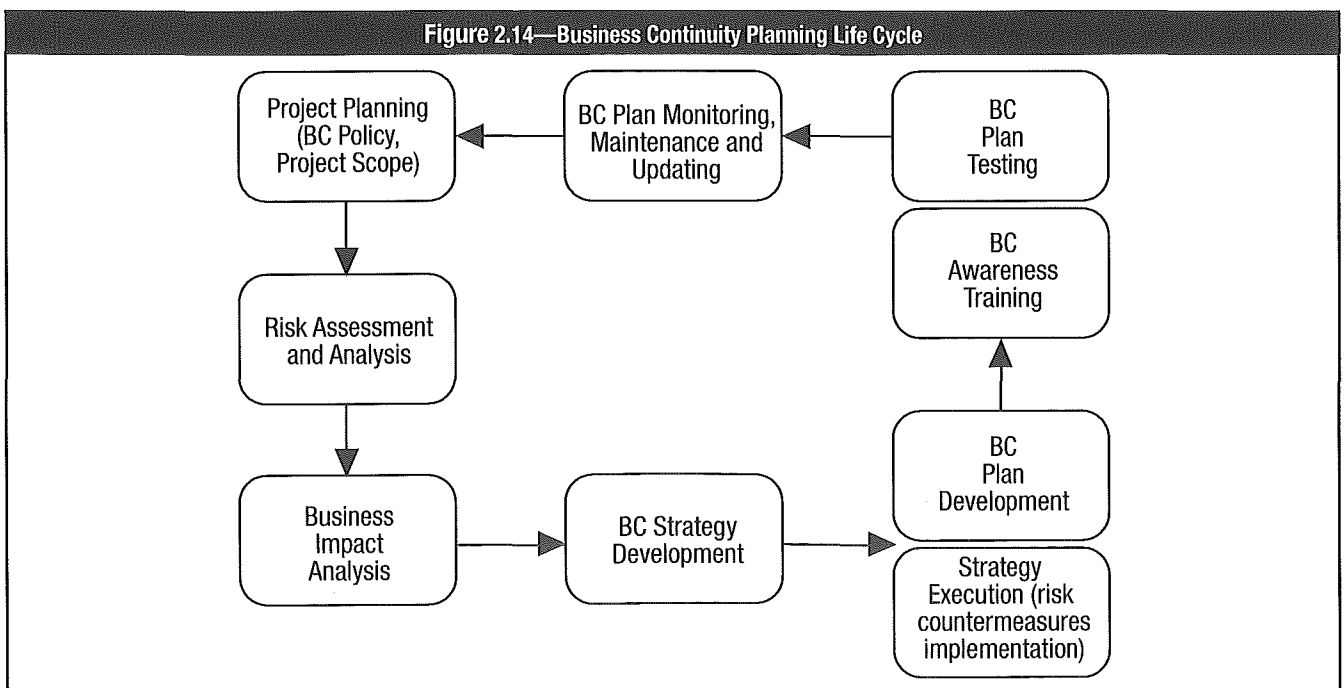 Figure 2.14—Business Continuity Planning Life Cycle
Project Planning
(BC Policy,
Project Scope)
BC Plan Monitoring,
Maintenance and
Updating
BC
Plan
Testing
BC
Awareness
Training
Risk Assessment
and Analysis
BC
Plan
Development
Business
Impact
Analysis
BC Strategy
Development
Strategy
Execution (risk
countermeasures
implementation)